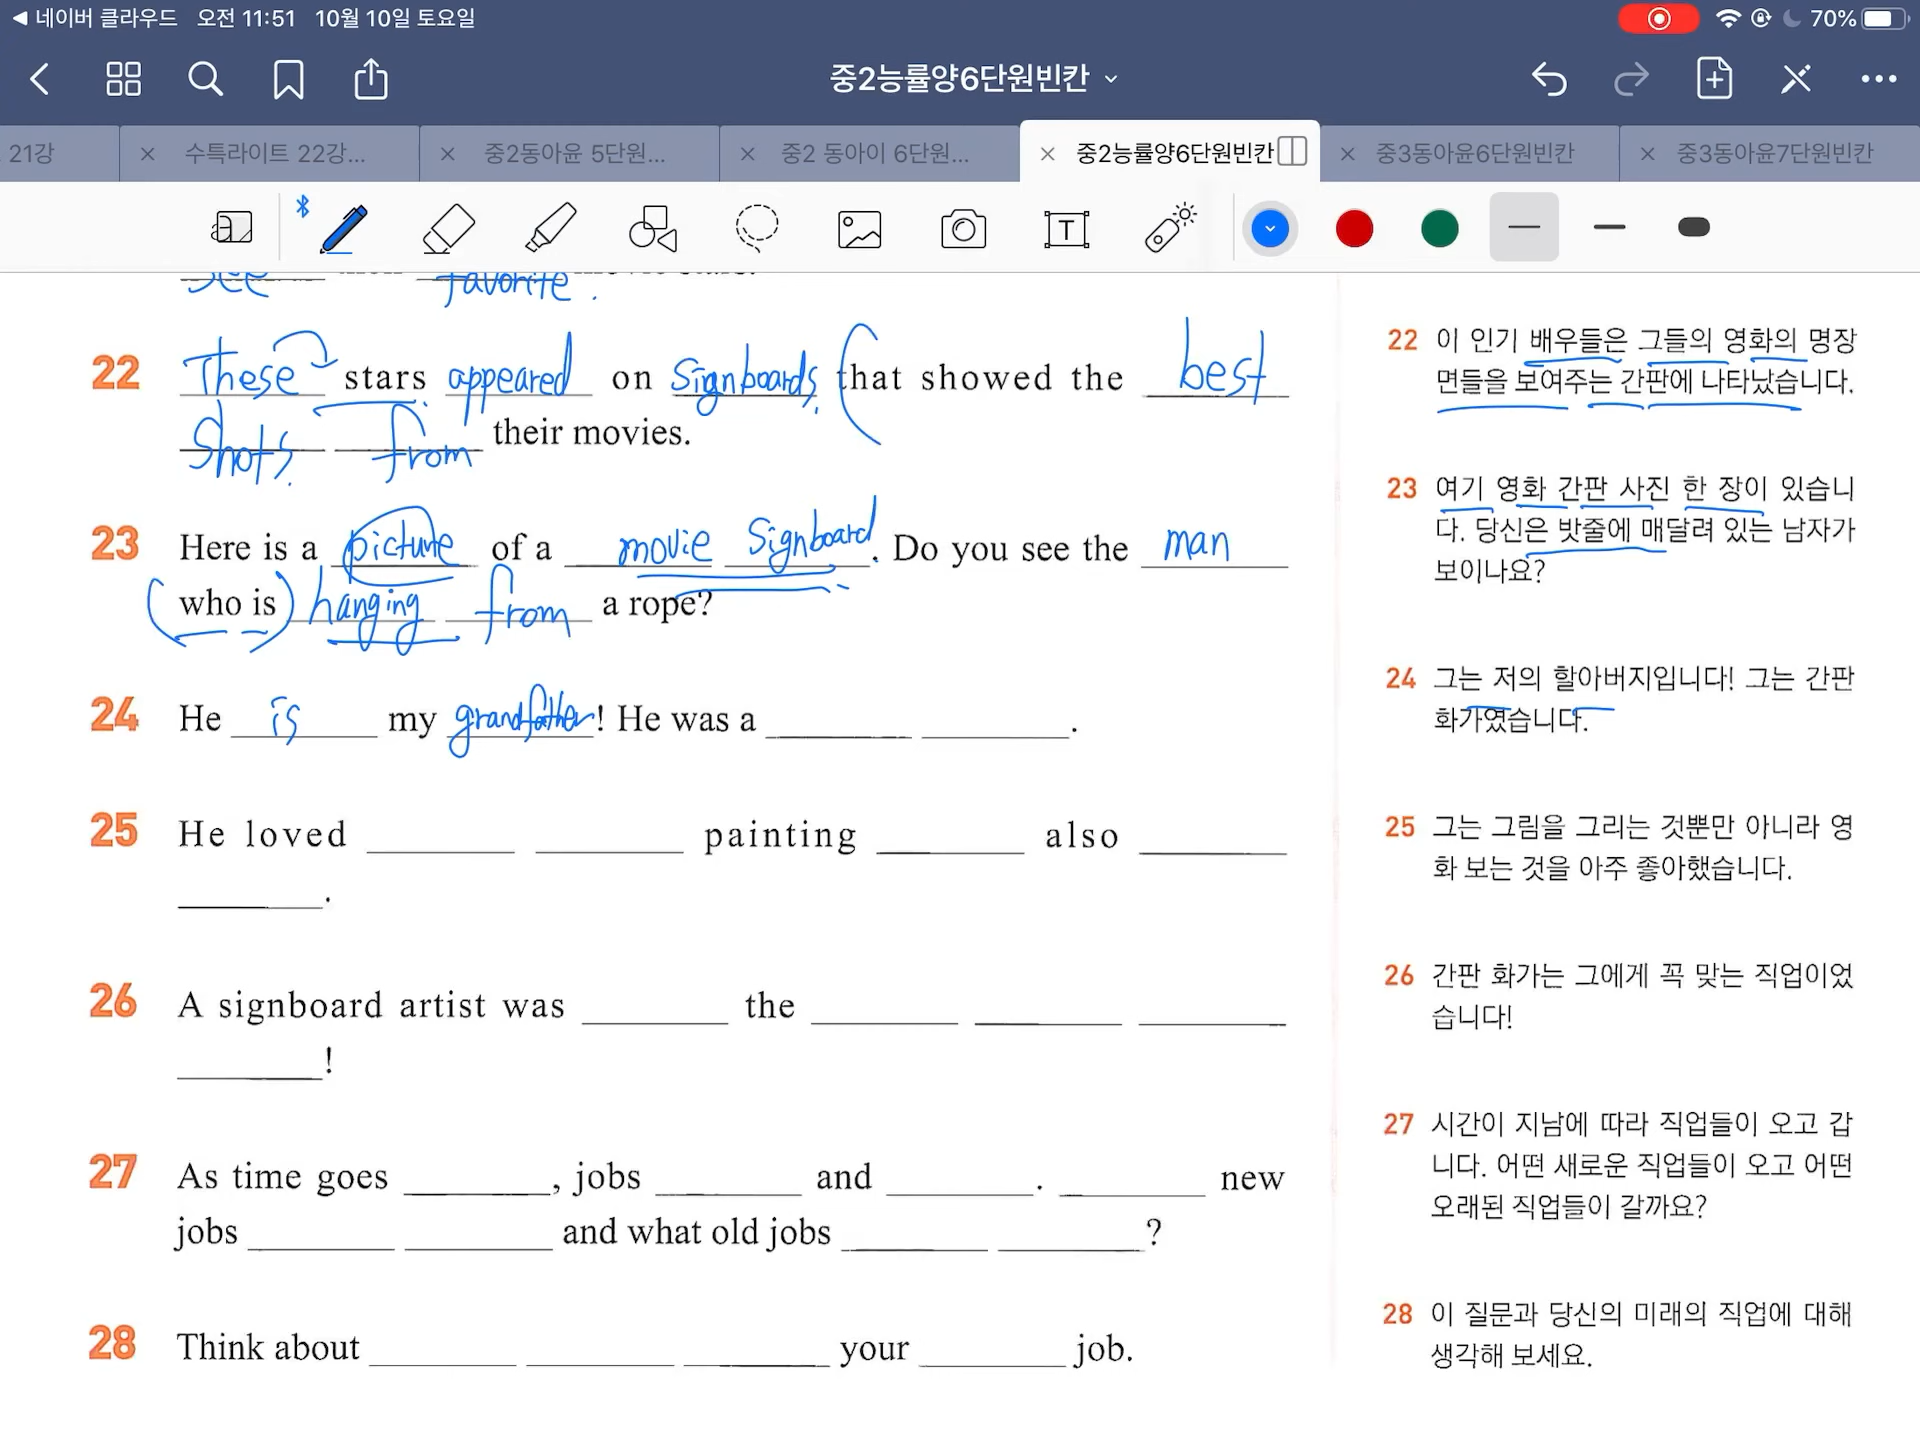 네이버 클라우드 오전 11:51 10월 10일 토요일 70%
중2능률양6단원빈칸
21강 수특라이트 22강... 중2동아윤 5단원... 중2 동아이 6단원... 중2능률양6단원빈칸 중3동아윤6단원빈칸 중3동아윤7단원빈칸
T
see favorite.
22 These stars appeared on signboards that showed the best
shots from their movies.
23 Here is a picture of a movie signboard. Do you see the man
(who is) hanging from a rope?
24 He is my grandfather! He was a ______ ______.
25 He loved ______ ______ painting ______ also ______
______.
26 A signboard artist was ______ the ______ ______ ______
______!
27 As time goes ______, jobs ______ and ______. ______ new
jobs ______ ______ and what old jobs ______ ______?
28 Think about ______ ______ ______ your ______ job.
22 이 인기 배우들은 그들의 영화의 명장
면들을 보여주는 간판에 나타났습니다.
23 여기 영화 간판 사진 한 장이 있습니
다. 당신은 밧줄에 매달려 있는 남자가
보이나요?
24 그는 저의 할아버지입니다! 그는 간판
화가였습니다.
25 그는 그림을 그리는 것뿐만 아니라 영
화 보는 것을 아주 좋아했습니다.
26 간판 화가는 그에게 꼭 맞는 직업이었
습니다!
27 시간이 지남에 따라 직업들이 오고 갑
니다. 어떤 새로운 직업들이 오고 어떤
오래된 직업들이 갈까요?
28 이 질문과 당신의 미래의 직업에 대해
생각해 보세요.